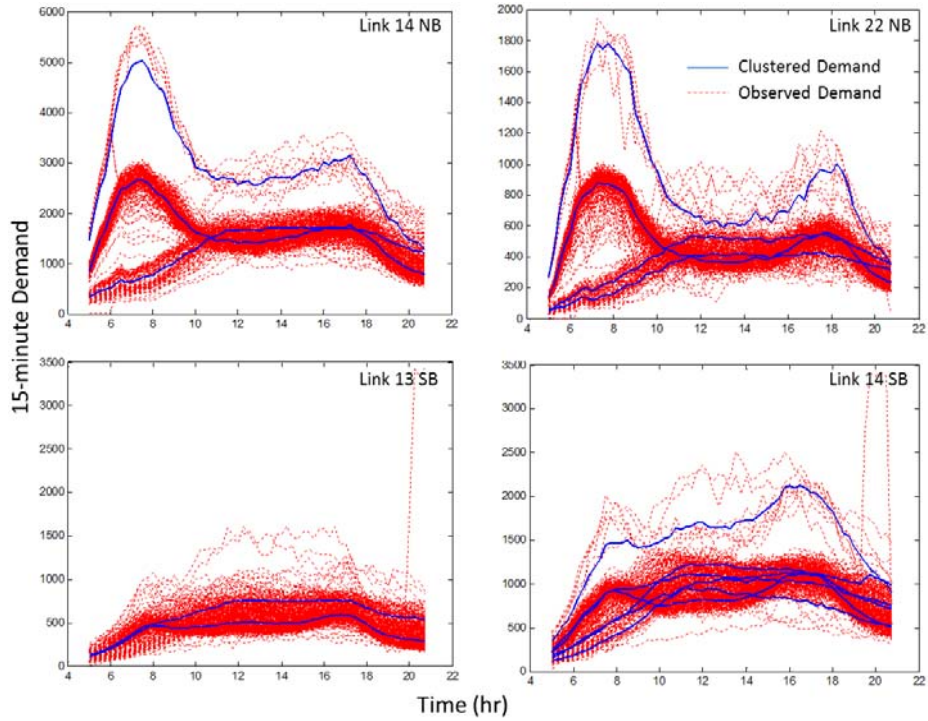 Link 14 NB
6000
5000
4000
3000
2000
1000
0
4 6 8 10 12 14 16 18 20 22
Link 22 NB
Clustered Demand
Observed Demand
2000
1800
1600
1400
1200
1000
800
600
400
200
0
4 6 8 10 12 14 16 18 20 22
15-minute Demand
Link 13 SB
3500
3000
2500
2000
1500
1000
500
0
4 6 8 10 12 14 16 18 20 22
Link 14 SB
3500
3000
2500
2000
1500
1000
500
0
4 6 8 10 12 14 16 18 20 22
Time (hr)